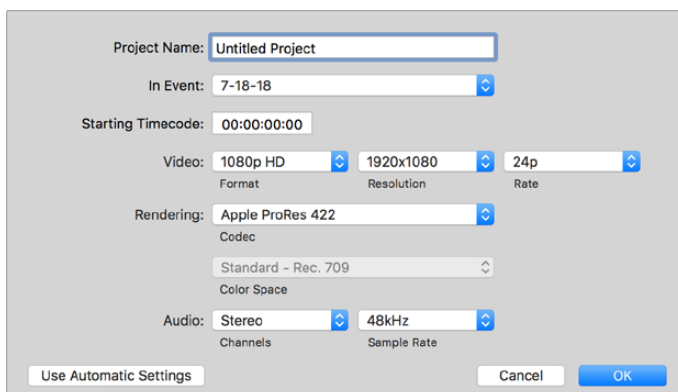 Project Name: Untitled Project
In Event: 7-18-18
Starting Timecode: 00:00:00:00
Video: 1080p HD 1920x1080 24p
Format Resolution Rate
Rendering: Apple ProRes 422
Codec
Standard - Rec. 709
Color Space
Audio: Stereo 48kHz
Channels Sample Rate
Use Automatic Settings Cancel OK